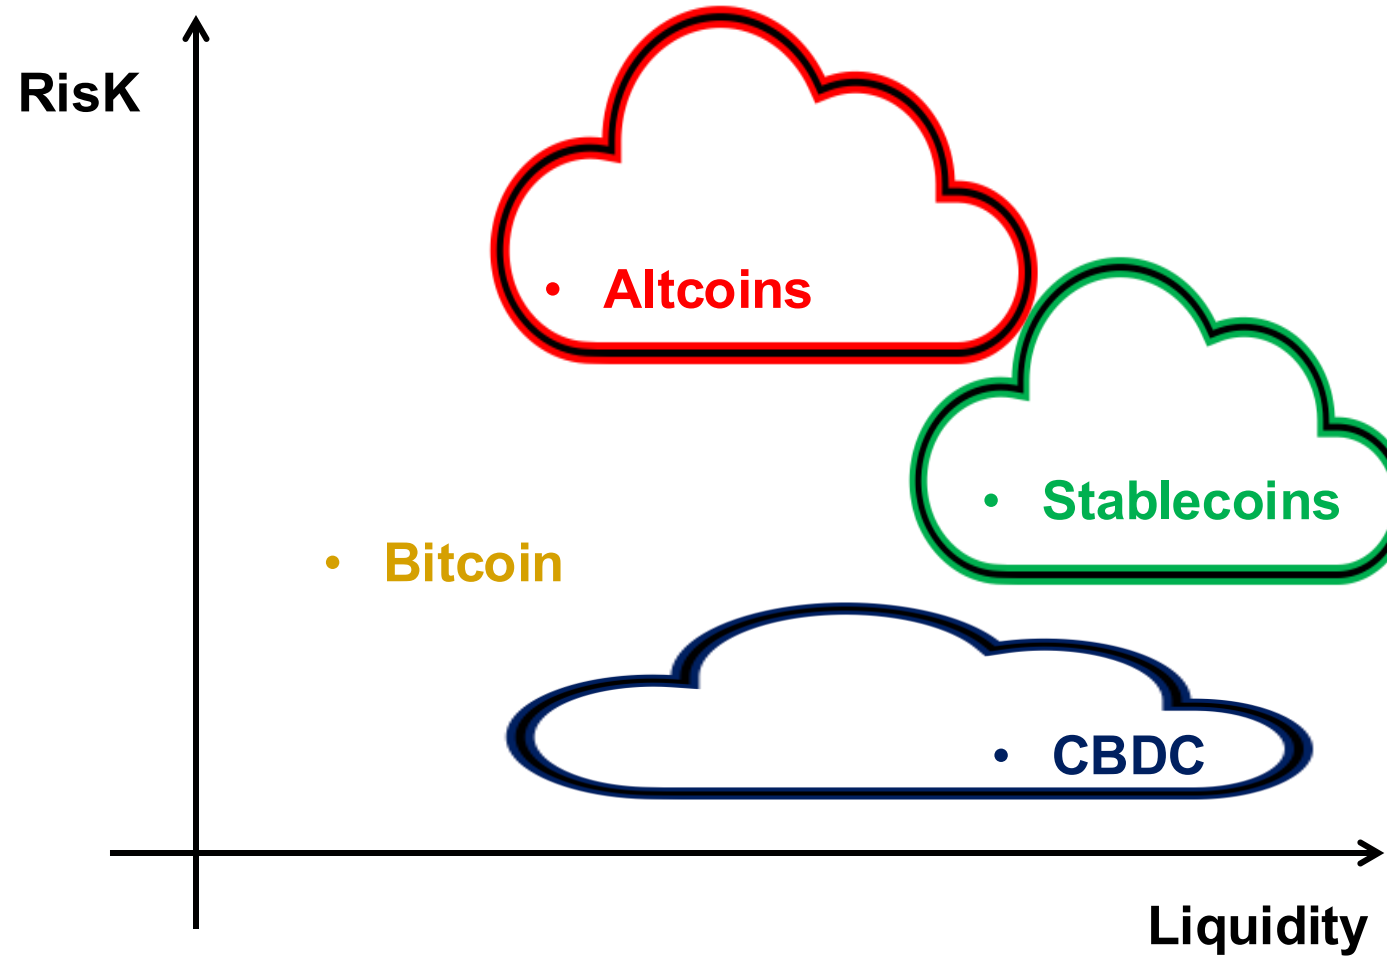 RisK
• Altcoins
• Stablecoins
• Bitcoin
• CBDC
Liquidity